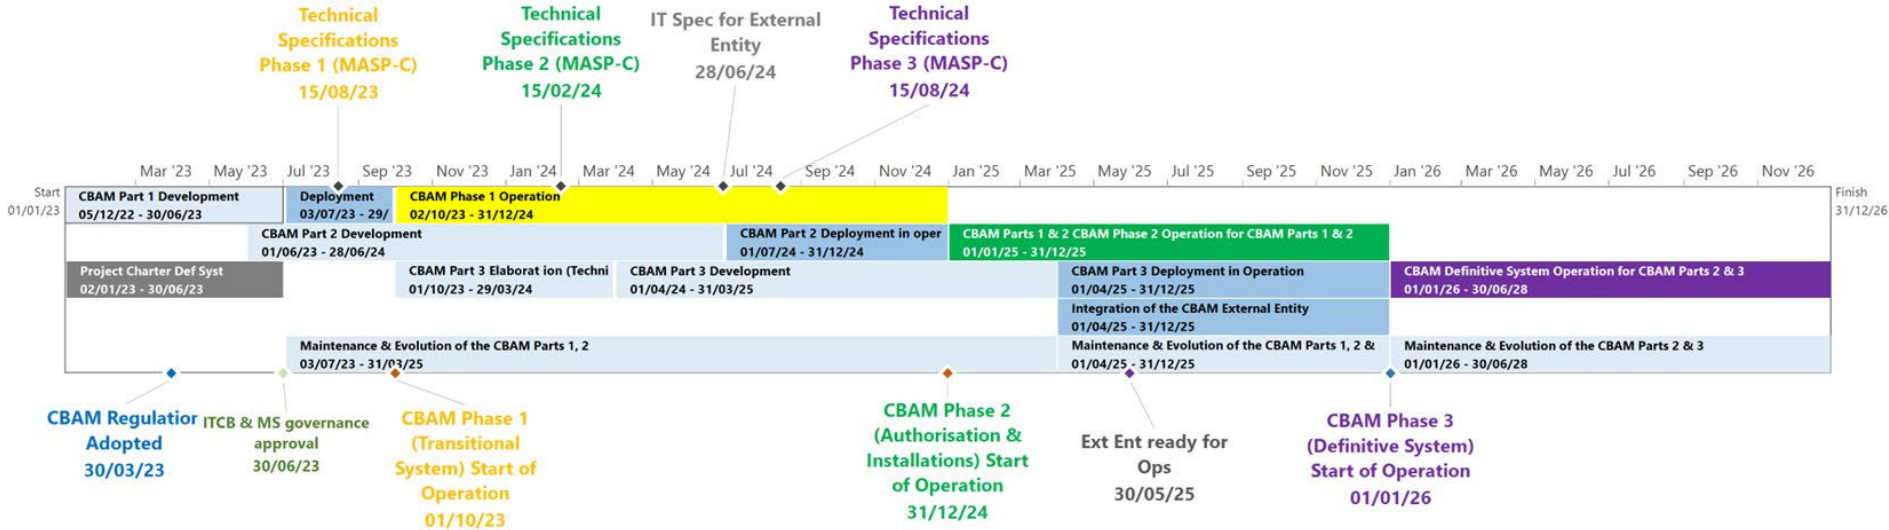 Technical
Specifications
Phase 1 (MASP-C)
15/08/23
Technical
Specifications
Phase 2 (MASP-C)
15/02/24
IT Spec for External
Entity
28/06/24
Technical
Specifications
Phase 3 (MASP-C)
15/08/24
Mar '23 May '23 Jul '23 Sep '23 Nov '23 Jan '24 Mar '24 May '24 Jul '24 Sep '24 Nov '24 Jan '25 Mar '25 May '25 Jul '25 Sep '25 Nov '25 Jan '26 Mar '26 May '26 Jul '26 Sep '26 Nov '26
Start
01/01/23
CBAM Part 1 Development
05/12/22 - 30/06/23
Deployment
03/07/23 - 29/
CBAM Phase 1 Operation
02/10/23 - 31/12/24
Finish
31/12/26
CBAM Part 2 Development
01/06/23 - 28/06/24
CBAM Part 2 Deployment in oper
01/07/24 - 31/12/24
CBAM Parts 1 & 2 CBAM Phase 2 Operation for CBAM Parts 1 & 2
01/01/25 - 31/12/25
Project Charter Def Syst
02/01/23 - 30/06/23
CBAM Part 3 Elaborat ion (Techni
01/10/23 - 29/03/24
CBAM Part 3 Development
01/04/24 - 31/03/25
CBAM Part 3 Deployment in Operation
01/04/25 - 31/12/25
CBAM Definitive System Operation for CBAM Parts 2 & 3
01/01/26 - 30/06/28
Integration of the CBAM External Entity
01/04/25 - 31/12/25
Maintenance & Evolution of the CBAM Parts 1, 2
03/07/23 - 31/03/25
Maintenance & Evolution of the CBAM Parts 1, 2 &
01/04/25 - 31/12/25
Maintenance & Evolution of the CBAM Parts 2 & 3
01/01/26 - 30/06/28
CBAM Regulation
Adopted
30/03/23
ITCB & MS governance
approval
30/06/23
CBAM Phase 1
(Transitional
System) Start of
Operation
01/10/23
CBAM Phase 2
(Authorisation &
Installations) Start
of Operation
31/12/24
Ext Ent ready for
Ops
30/05/25
CBAM Phase 3
(Definitive System)
Start of Operation
01/01/26